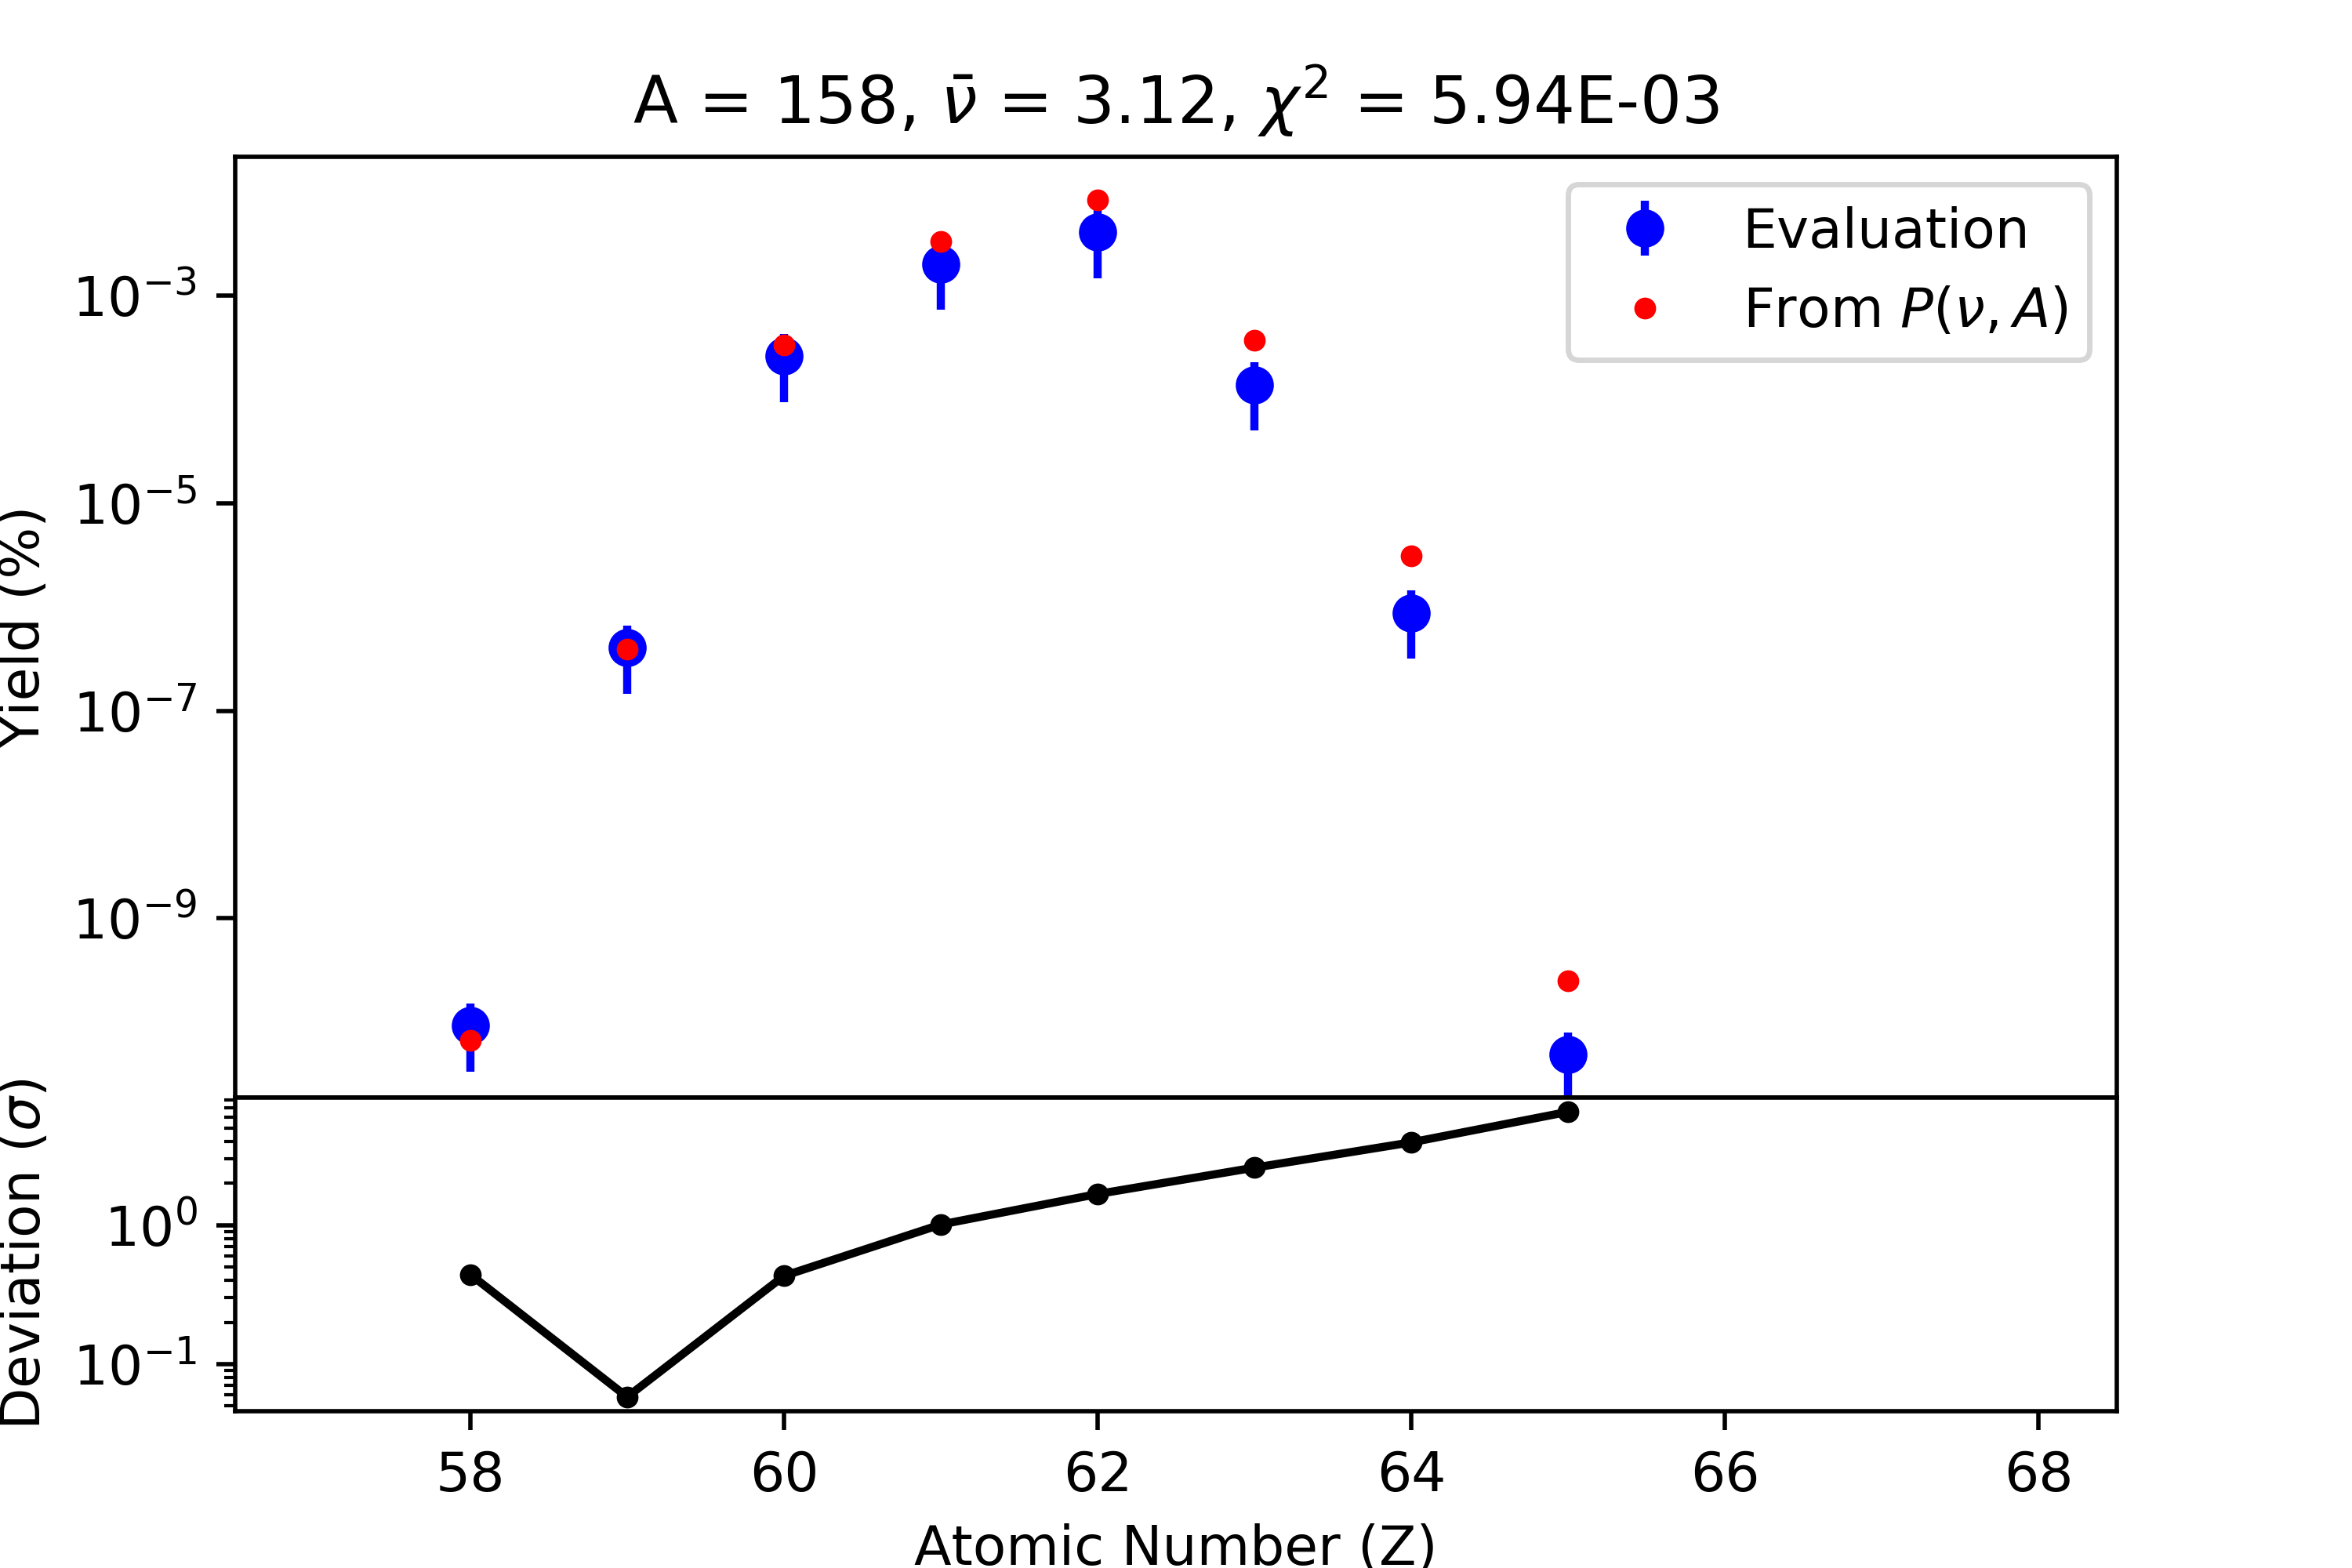 A = 158, ν̄ = 3.12, χ² = 5.94E-03
Evaluation
From P(ν, A)
Yield (%)
10⁻³
10⁻⁵
10⁻⁷
10⁻⁹
Deviation (σ)
10⁰
10⁻¹
58 60 62 64 66 68
Atomic Number (Z)